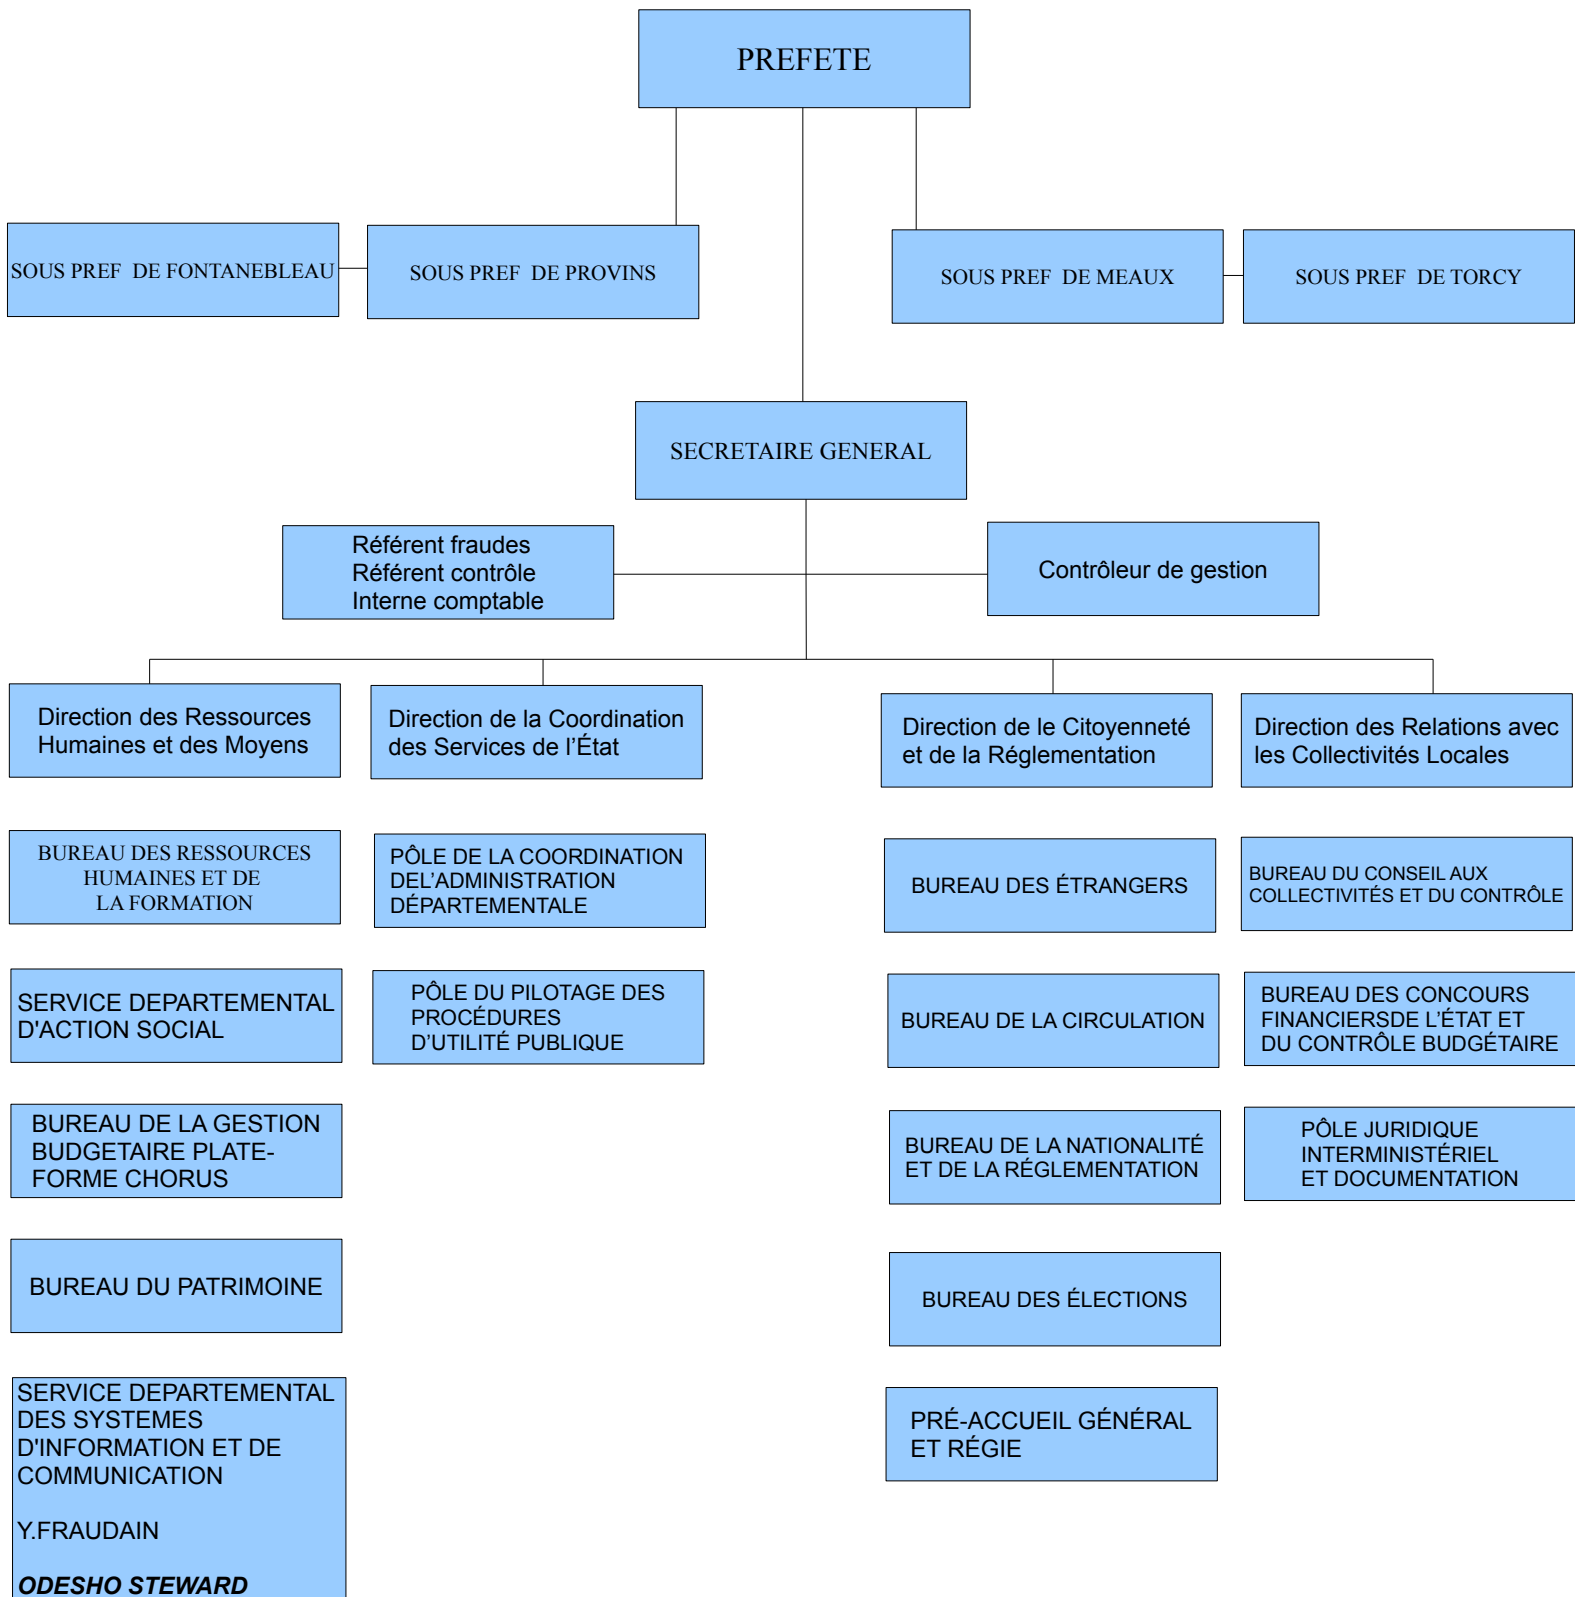 PREFETE
SOUS PREF DE FONTANEBLEAU
SOUS PREF DE PROVINS
SOUS PREF DE MEAUX
SOUS PREF DE TORCY
SECRETAIRE GENERAL
Référent fraudes
Référent contrôle
Interne comptable
Contrôleur de gestion
Direction des Ressources
Humaines et des Moyens
Direction de la Coordination
des Services de l’État
Direction de le Citoyenneté
et de la Réglementation
Direction des Relations avec
les Collectivités Locales
BUREAU DES RESSOURCES
HUMAINES ET DE
LA FORMATION
PÔLE DE LA COORDINATION
DEL’ADMINISTRATION
DÉPARTEMENTALE
BUREAU DES ÉTRANGERS
BUREAU DU CONSEIL AUX
COLLECTIVITÉS ET DU CONTRÔLE
SERVICE DEPARTEMENTAL
D'ACTION SOCIAL
PÔLE DU PILOTAGE DES
PROCÉDURES
D’UTILITÉ PUBLIQUE
BUREAU DE LA CIRCULATION
BUREAU DES CONCOURS
FINANCIERSDE L’ÉTAT ET
DU CONTRÔLE BUDGÉTAIRE
BUREAU DE LA GESTION
BUDGETAIRE PLATE-
FORME CHORUS
BUREAU DE LA NATIONALITÉ
ET DE LA RÉGLEMENTATION
PÔLE JURIDIQUE
INTERMINISTÉRIEL
ET DOCUMENTATION
BUREAU DU PATRIMOINE
BUREAU DES ÉLECTIONS
SERVICE DEPARTEMENTAL
DES SYSTEMES
D'INFORMATION ET DE
COMMUNICATION
Y.FRAUDAIN
ODESHO STEWARD
PRÉ-ACCUEIL GÉNÉRAL
ET RÉGIE